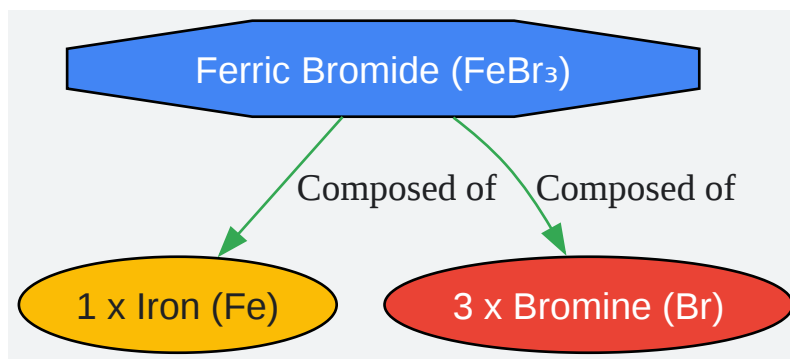 Ferric Bromide (FeBr₃)
Composed of
Composed of
1 x Iron (Fe)
3 x Bromine (Br)